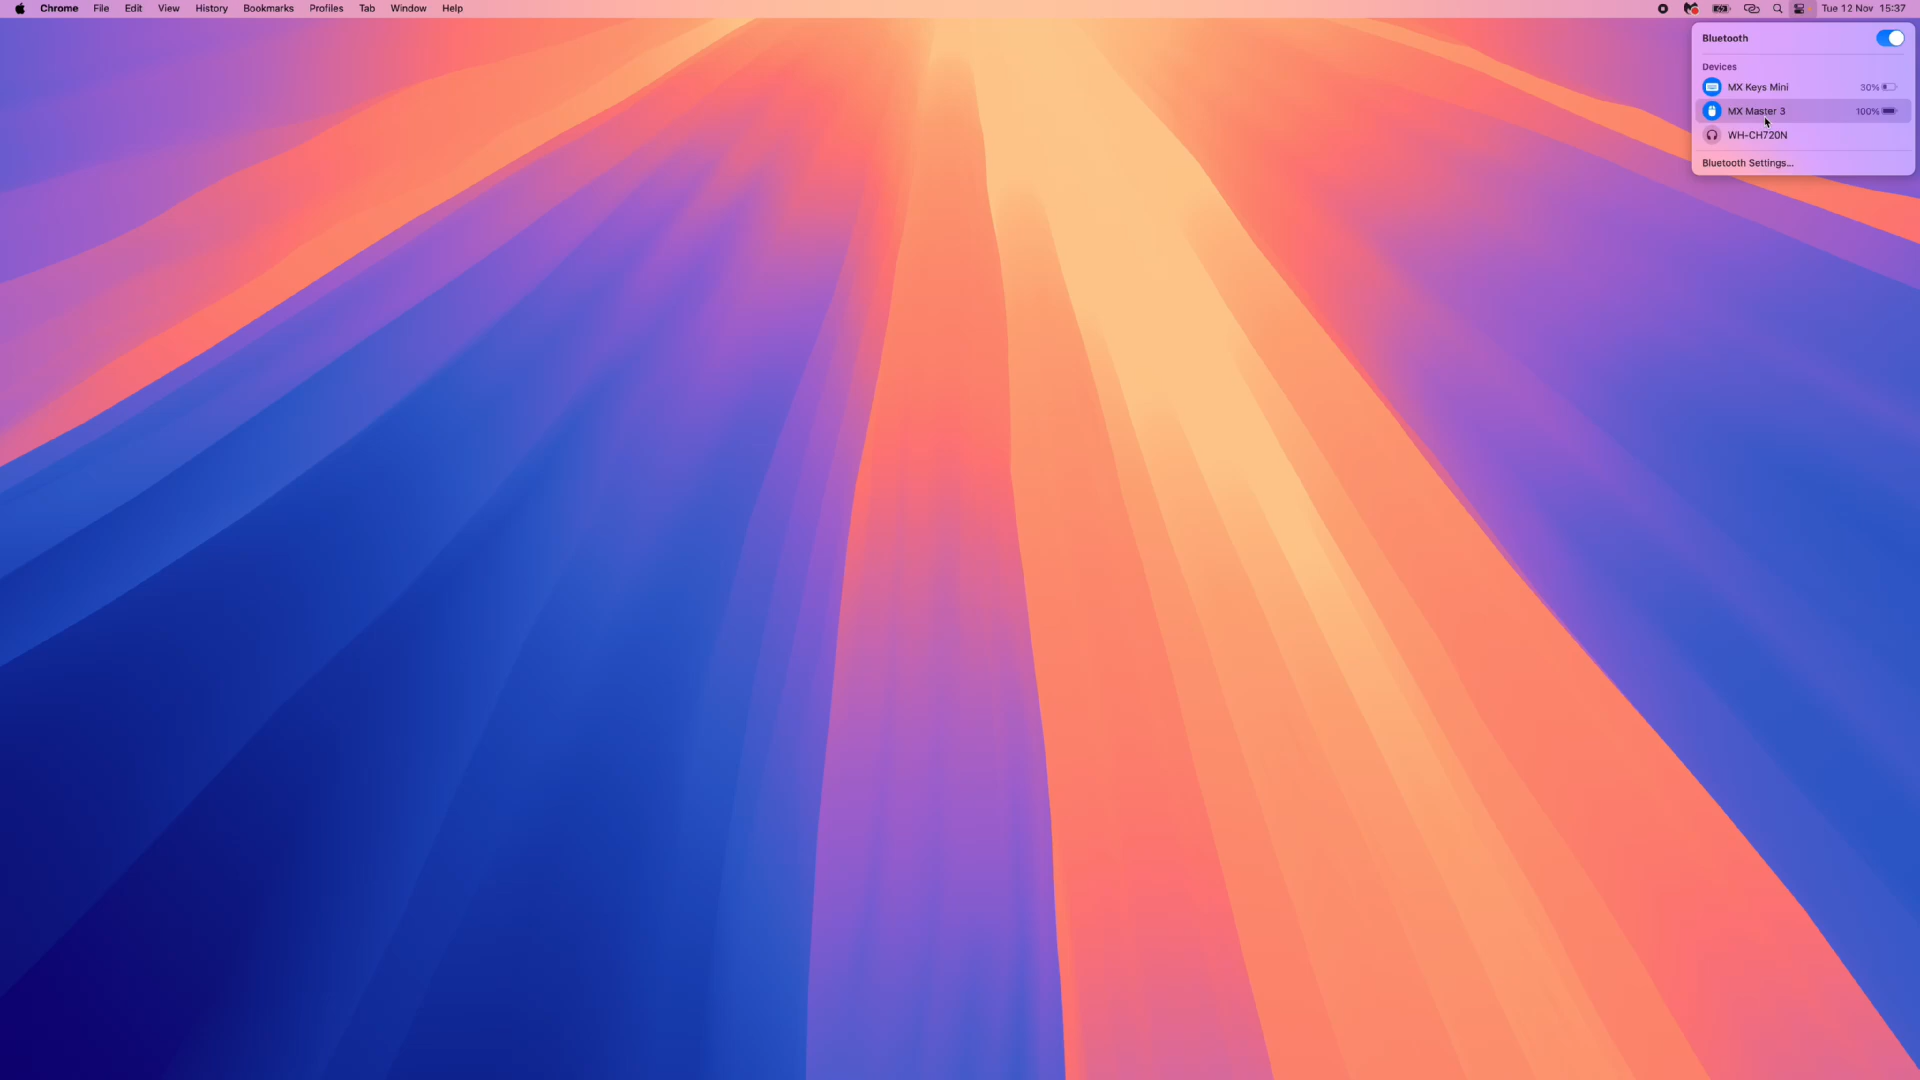 Chrome File Edit View History Bookmarks Profiles Tab Window Help Tue 12 Nov 15:37
Bluetooth
Devices
MX Keys Mini 30%
MX Master 3 100%
WH-CH720N
Bluetooth Settings...